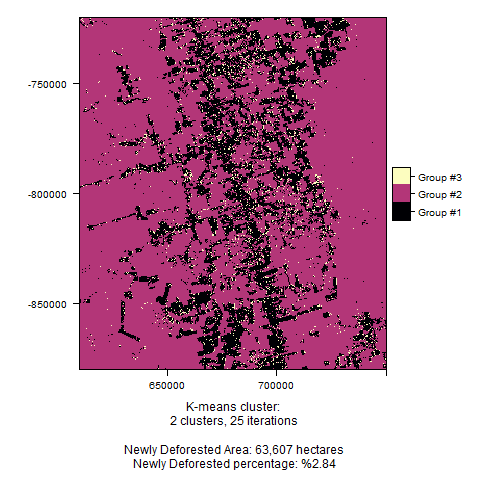 -750000
-800000
-850000
650000
700000
Group #3
Group #2
Group #1
K-means cluster:
2 clusters, 25 iterations
Newly Deforested Area: 63,607 hectares
Newly Deforested percentage: %2.84